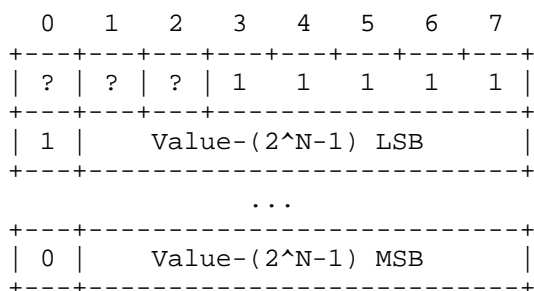 0   1   2   3   4   5   6   7
+---+---+---+---+---+---+---+---+
| ? | ? | ? | 1   1   1   1   1 |
+---+---+---+-------------------+
| 1 |    Value-(2^N-1) LSB      |
+---+---------------------------+
               ...
+---+---------------------------+
| 0 |    Value-(2^N-1) MSB      |
+---+---------------------------+